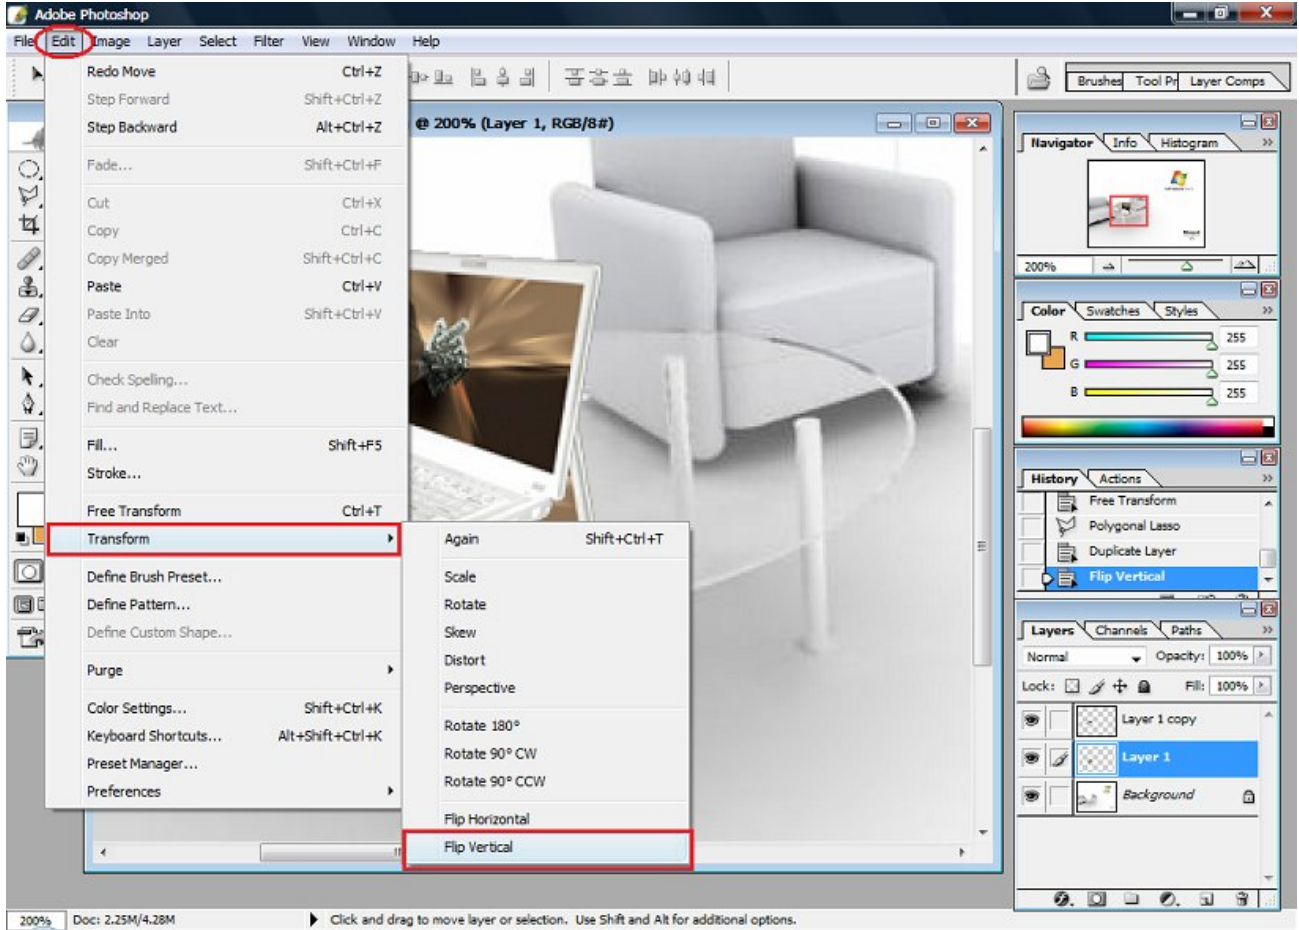 Adobe Photoshop
File Edit Image Layer Select Filter View Window Help
Brushes Tool Pr Layer Comps
Redo Move Ctrl+Z
Step Forward Shift+Ctrl+Z
Step Backward Alt+Ctrl+Z
Fade... Shift+Ctrl+F
Cut Ctrl+X
Copy Ctrl+C
Copy Merged Shift+Ctrl+C
Paste Ctrl+V
Paste Into Shift+Ctrl+V
Clear
Check Spelling...
Find and Replace Text...
Fill... Shift+F5
Stroke...
Free Transform Ctrl+T
Transform
Define Brush Preset...
Define Pattern...
Define Custom Shape...
Purge
Color Settings... Shift+Ctrl+K
Keyboard Shortcuts... Alt+Shift+Ctrl+K
Preset Manager...
Preferences
Again Shift+Ctrl+T
Scale
Rotate
Skew
Distort
Perspective
Rotate 180°
Rotate 90° CW
Rotate 90° CCW
Flip Horizontal
Flip Vertical
@ 200% (Layer 1, RGB/8#)
Navigator Info Histogram
200%
Color Swatches Styles
R 255
G 255
B 255
History Actions
Free Transform
Polygonal Lasso
Duplicate Layer
Flip Vertical
Layers Channels Paths
Normal Opacity: 100%
Lock: Fill: 100%
Layer 1 copy
Layer 1
Background
200% Doc: 2.25M/4.28M Click and drag to move layer or selection. Use Shift and Alt for additional options.